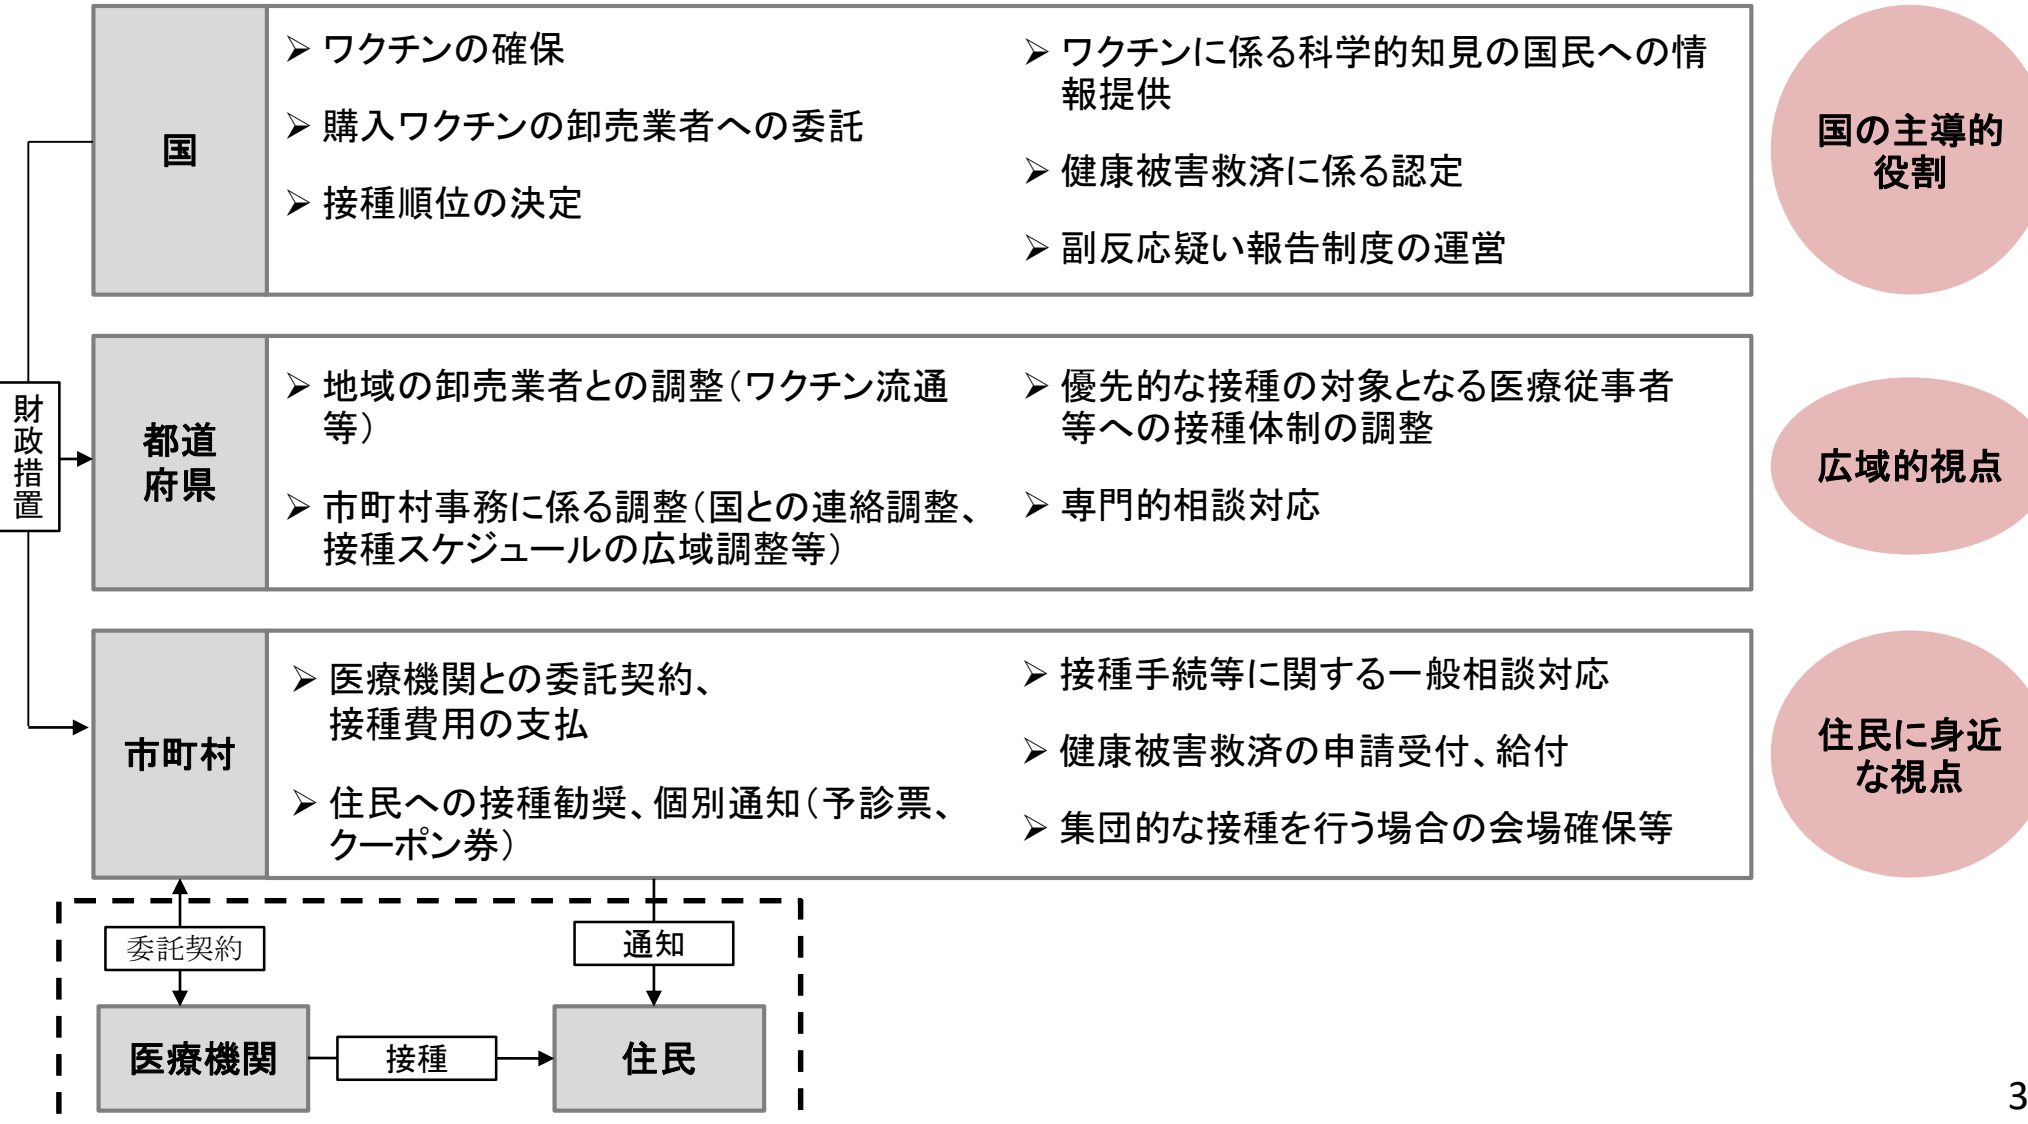 国
➢ ワクチンの確保
➢ 購入ワクチンの卸売業者への委託
➢ 接種順位の決定
➢ ワクチンに係る科学的知見の国民への情
報提供
➢ 健康被害救済に係る認定
➢ 副反応疑い報告制度の運営
国の主導的
役割
財政措置
都道
府県
➢ 地域の卸売業者との調整(ワクチン流通
等)
➢ 市町村事務に係る調整(国との連絡調整、
接種スケジュールの広域調整等)
➢ 優先的な接種の対象となる医療従事者
等への接種体制の調整
➢ 専門的相談対応
広域的視点
市町村
➢ 医療機関との委託契約、
接種費用の支払
➢ 住民への接種勧奨、個別通知(予診票、
クーポン券)
➢ 接種手続等に関する一般相談対応
➢ 健康被害救済の申請受付、給付
➢ 集団的な接種を行う場合の会場確保等
住民に身近
な視点
委託契約
通知
医療機関
接種
住民
3